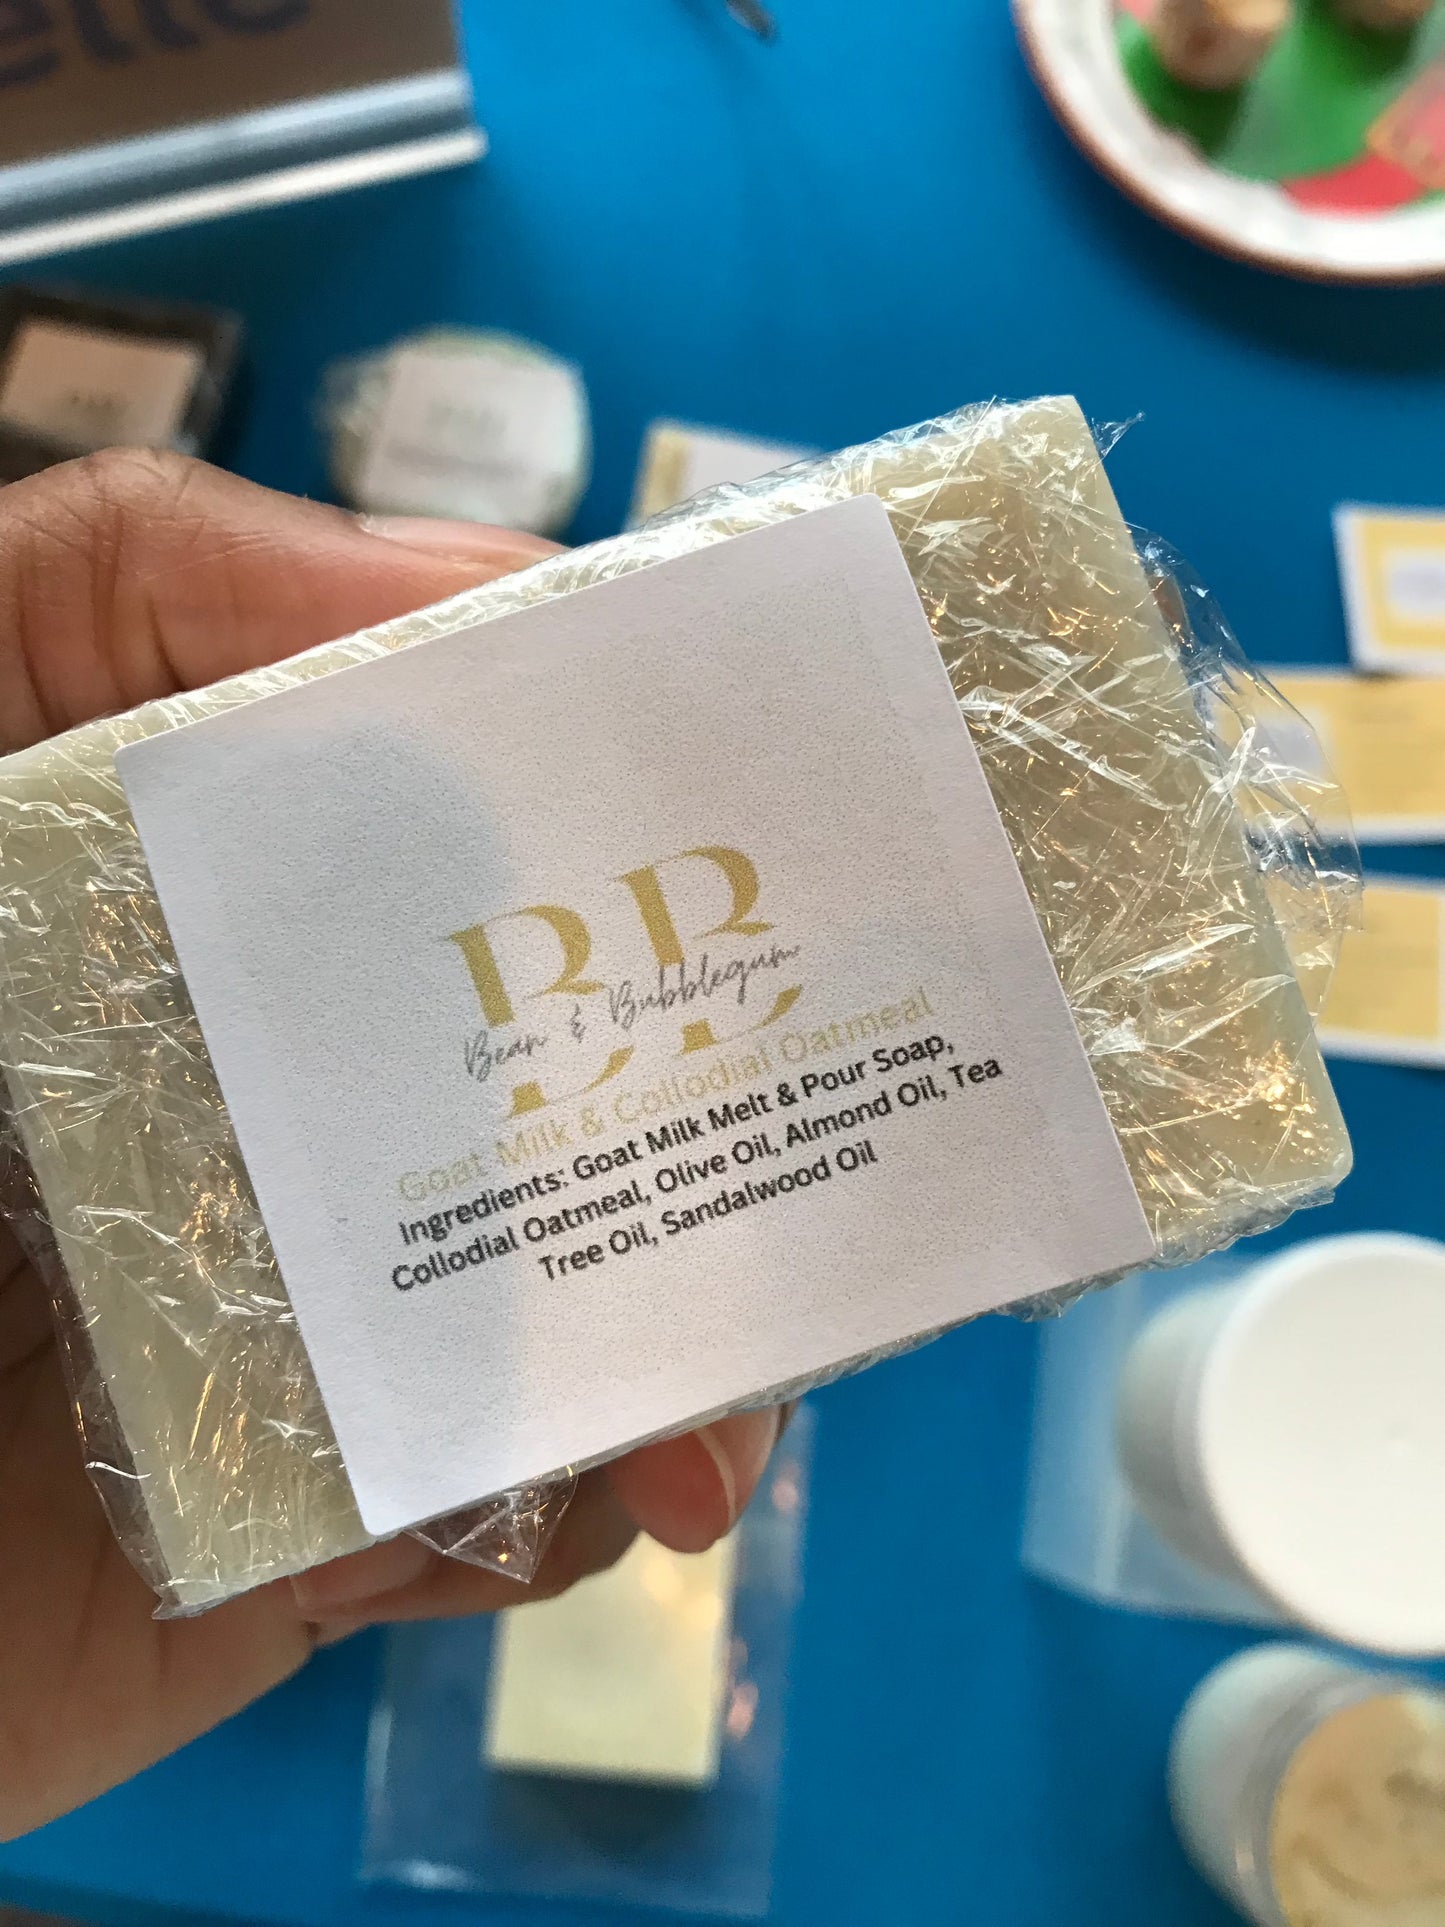 BB
Bean & Bubblegum
Goat Milk & Collodial Oatmeal
Ingredients: Goat Milk Melt & Pour Soap,
Collodial Oatmeal, Olive Oil, Almond Oil, Tea
Tree Oil, Sandalwood Oil